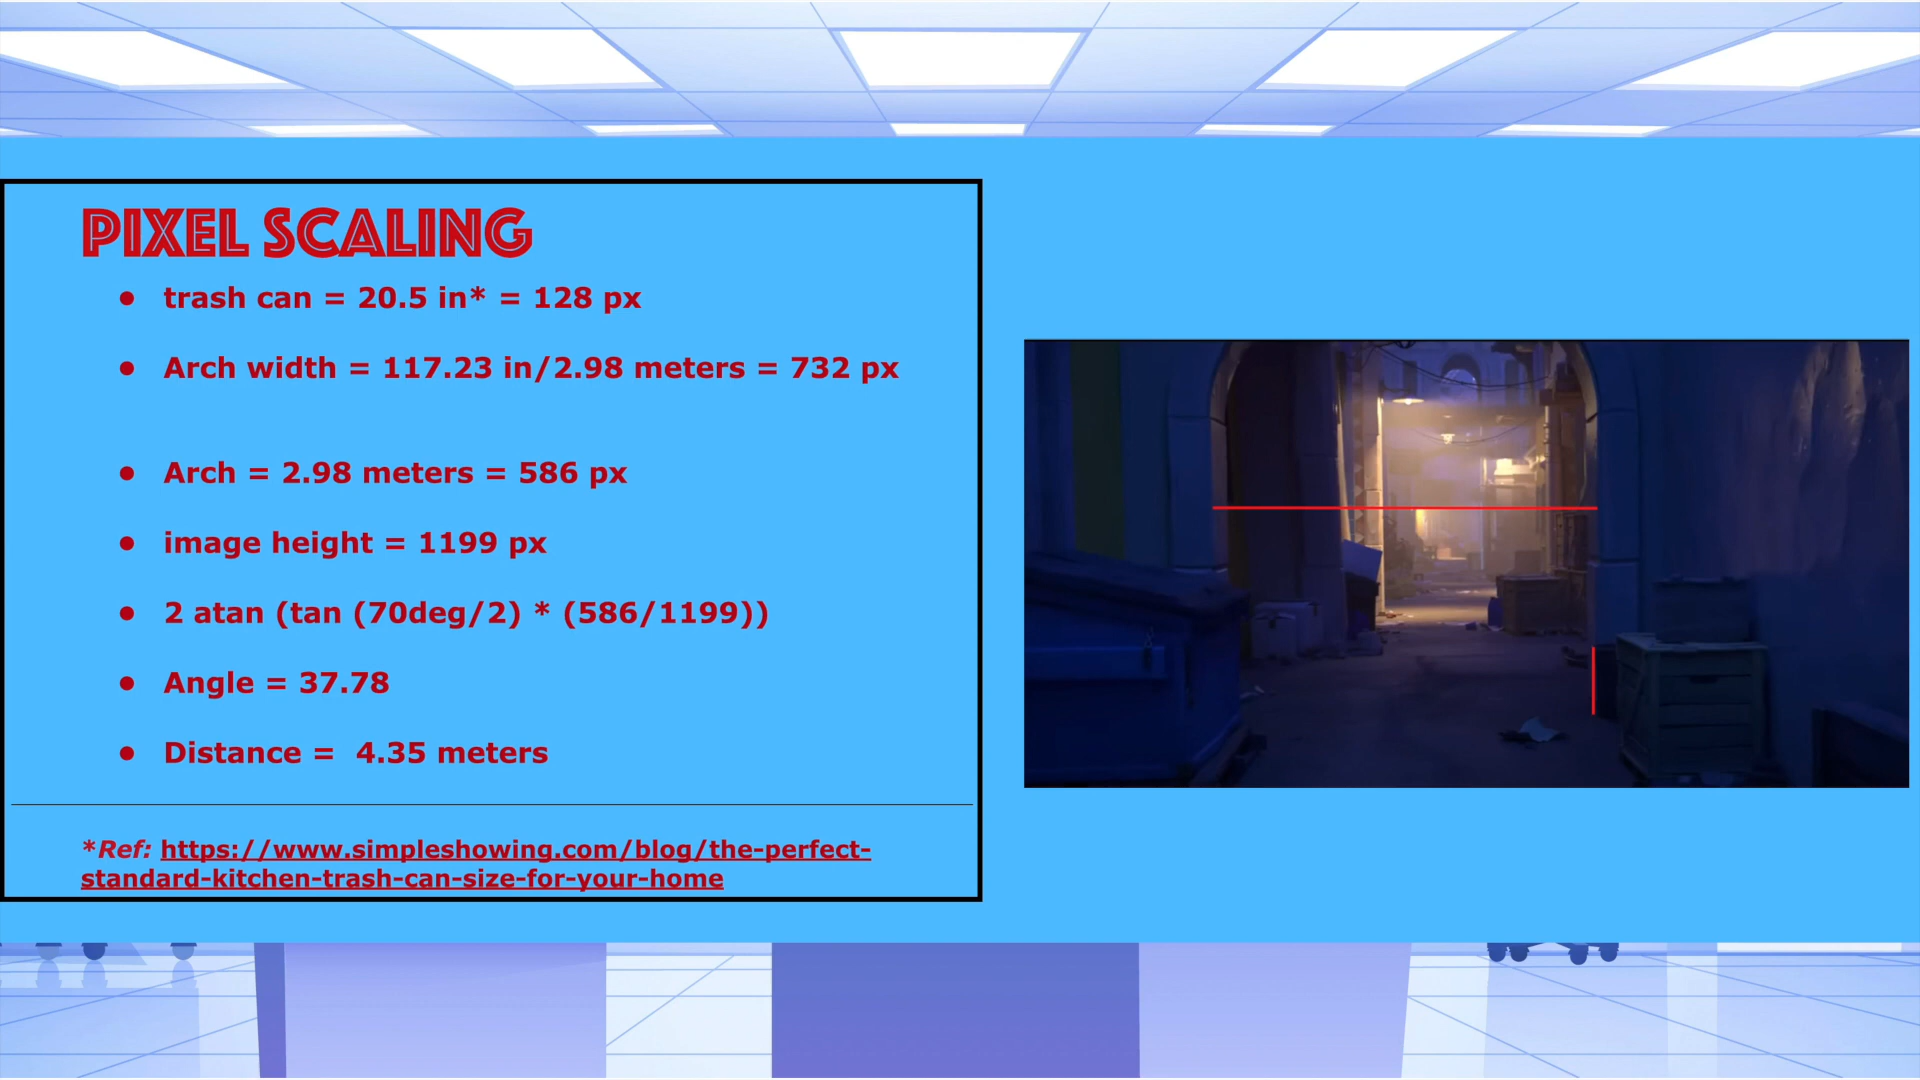 PIXEL SCALING
● trash can = 20.5 in* = 128 px
● Arch width = 117.23 in/2.98 meters = 732 px
● Arch = 2.98 meters = 586 px
● image height = 1199 px
● 2 atan (tan (70deg/2) * (586/1199))
● Angle = 37.78
● Distance = 4.35 meters
*Ref: https://www.simpleshowing.com/blog/the-perfect-
standard-kitchen-trash-can-size-for-your-home